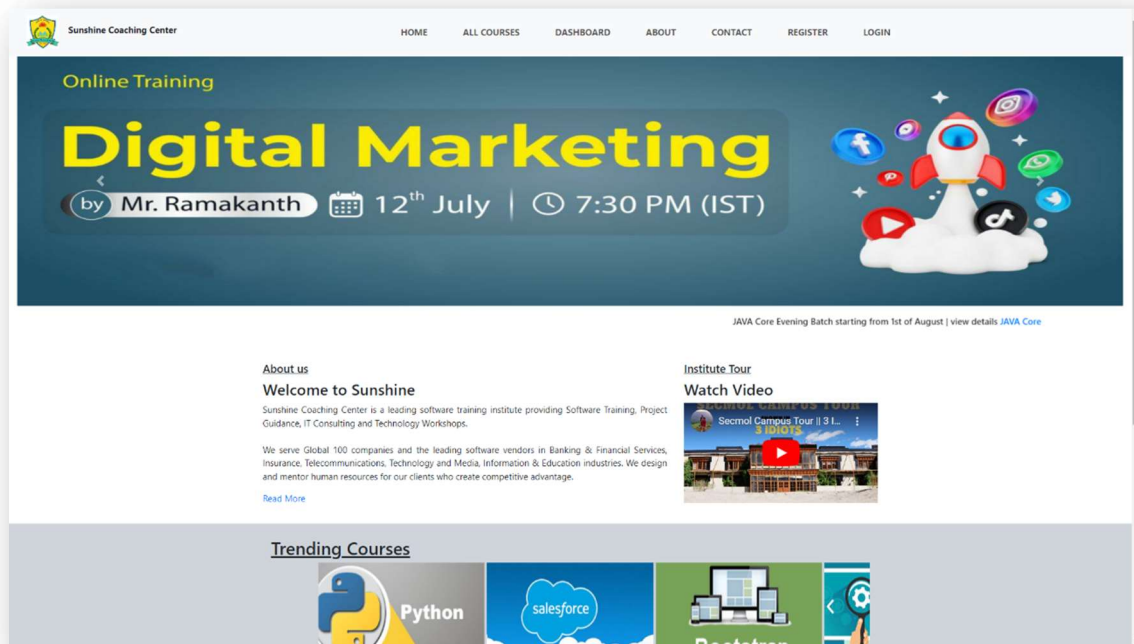 Sunshine Coaching Center
HOME ALL COURSES DASHBOARD ABOUT CONTACT REGISTER LOGIN
Online Training
Digital Marketing
by Mr. Ramakanth 12th July | 7:30 PM (IST)
JAVA Core Evening Batch starting from 1st of August | view details JAVA Core
About us
Welcome to Sunshine
Sunshine Coaching Center is a leading software training institute providing Software Training, Project
Guidance, IT Consulting and Technology Workshops.
We serve Global 100 companies and the leading software vendors in Banking & Financial Services,
Insurance, Telecommunications, Technology and Media, Information & Education industries. We design
and mentor human resources for our clients who create competitive advantage.
Read More
Institute Tour
Watch Video
SECMOL CAMPUS TOUR
Secmol Campus Tour || 3 I...
3 IDIOTS
Trending Courses
Python
salesforce